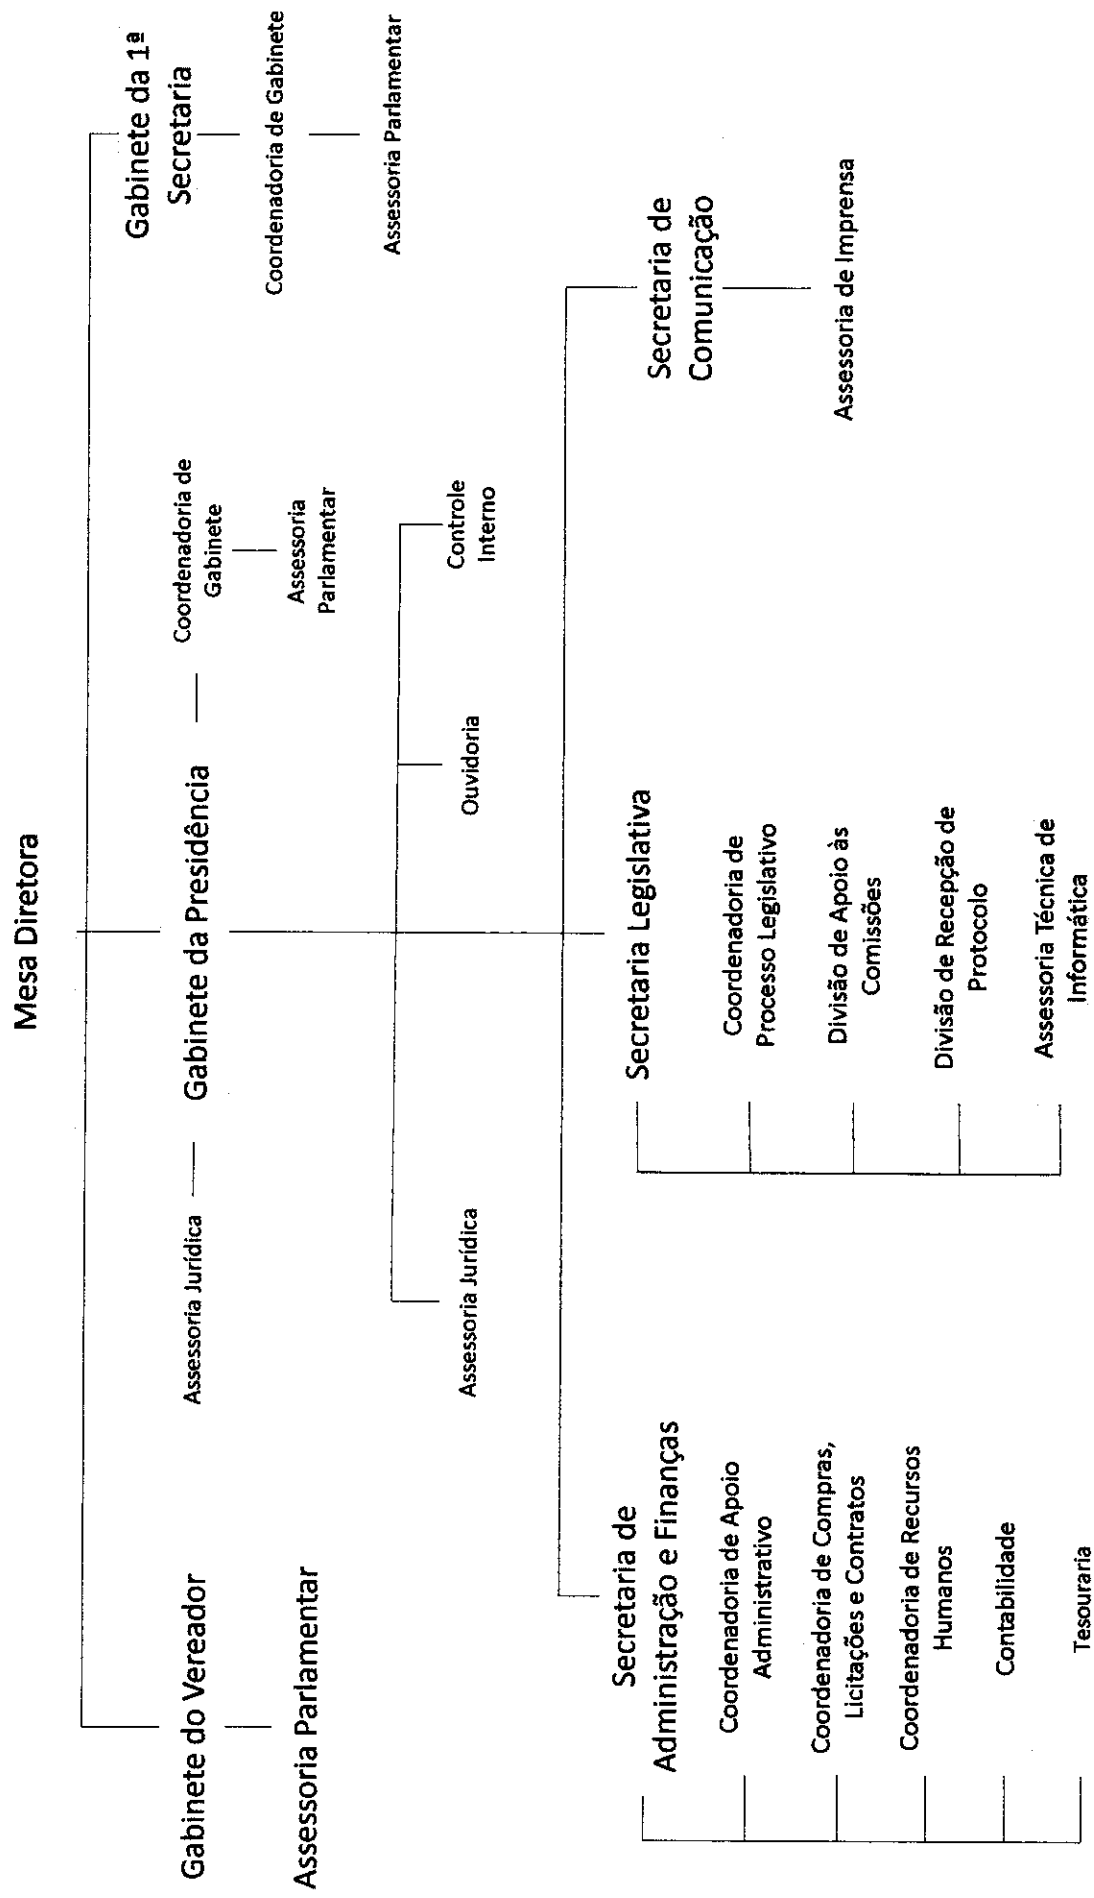 Mesa Diretora
Gabinete do Vereador
Assessoria Parlamentar
Assessoria Jurídica
Gabinete da Presidência
Coordenadoria de
Gabinete
Assessoria
Parlamentar
Gabinete da 1ª
Secretaria
Coordenadoria de Gabinete
Assessoria Parlamentar
Assessoria Jurídica
Ouvidoria
Controle
Interno
Secretaria de
Administração e Finanças
Coordenadoria de Apoio
Administrativo
Coordenadoria de Compras,
Licitações e Contratos
Coordenadoria de Recursos
Humanos
Contabilidade
Tesouraria
Secretaria Legislativa
Coordenadoria de
Processo Legislativo
Divisão de Apoio às
Comissões
Divisão de Recepção de
Protocolo
Assessoria Técnica de
Informática
Secretaria de
Comunicação
Assessoria de Imprensa